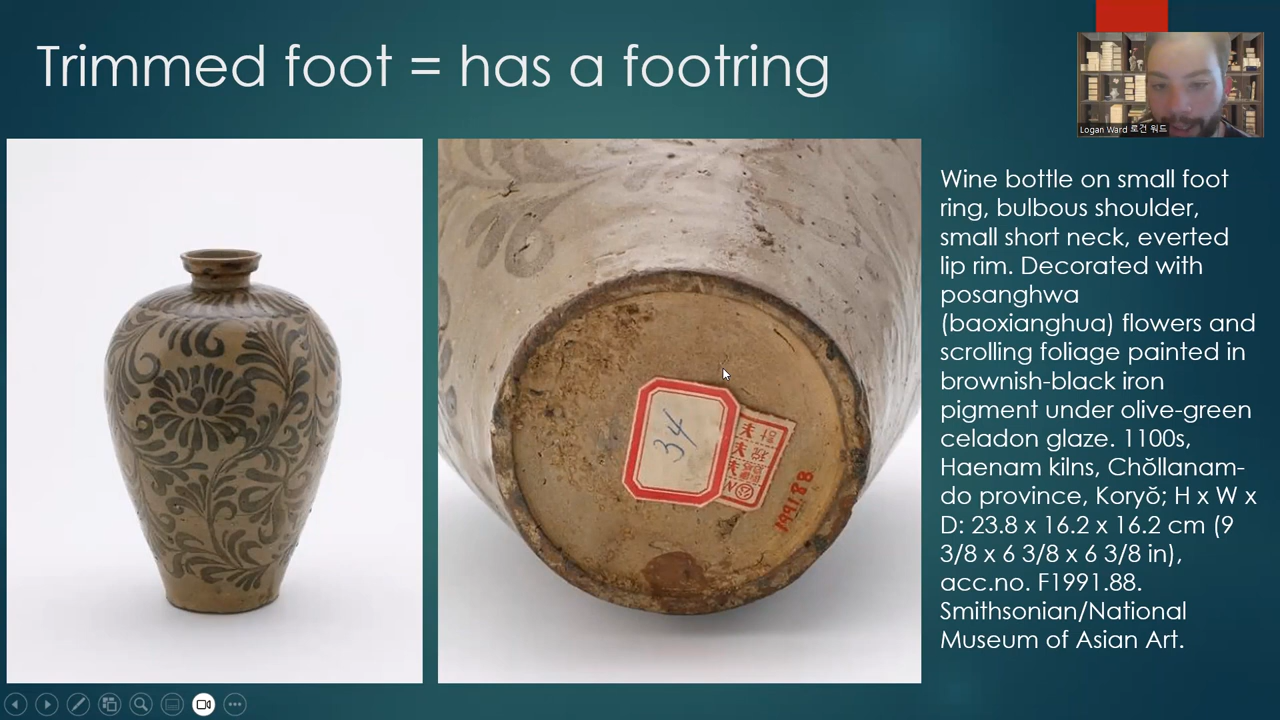 Trimmed foot = has a footring
Logan Ward 로건 워드
Wine bottle on small foot
ring, bulbous shoulder,
small short neck, everted
lip rim. Decorated with
posanghwa
(baoxianghua) flowers and
scrolling foliage painted in
brownish-black iron
pigment under olive-green
celadon glaze. 1100s,
Haenam kilns, Chŏllanam-
do province, Koryŏ; H x W x
D: 23.8 x 16.2 x 16.2 cm (9
3/8 x 6 3/8 x 6 3/8 in),
acc.no. F1991.88.
Smithsonian/National
Museum of Asian Art.
34
1991.88